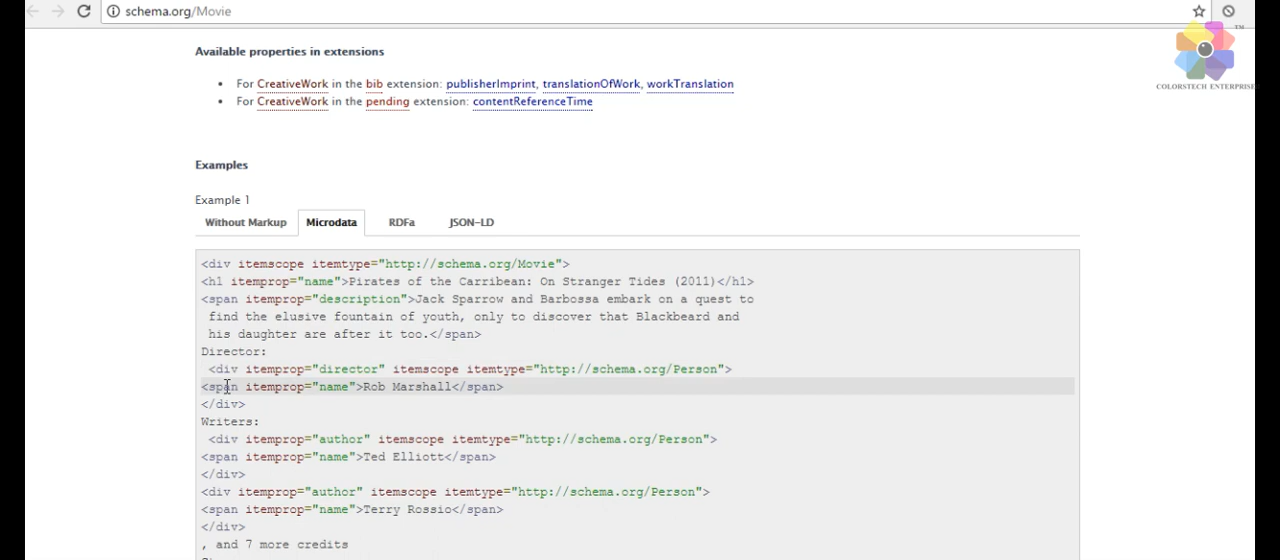 schema.org/Movie
TM
COLORSTECH ENTERPRISE
Available properties in extensions
• For CreativeWork in the bib extension: publisherImprint, translationOfWork, workTranslation
• For CreativeWork in the pending extension: contentReferenceTime
Examples
Example 1
Without Markup Microdata RDFa JSON-LD
<div itemscope itemtype="http://schema.org/Movie">
<h1 itemprop="name">Pirates of the Carribean: On Stranger Tides (2011)</h1>
<span itemprop="description">Jack Sparrow and Barbossa embark on a quest to
find the elusive fountain of youth, only to discover that Blackbeard and
his daughter are after it too.</span>
Director:
<div itemprop="director" itemscope itemtype="http://schema.org/Person">
<span itemprop="name">Rob Marshall</span>
</div>
Writers:
<div itemprop="author" itemscope itemtype="http://schema.org/Person">
<span itemprop="name">Ted Elliott</span>
</div>
<div itemprop="author" itemscope itemtype="http://schema.org/Person">
<span itemprop="name">Terry Rossio</span>
</div>
, and 7 more credits